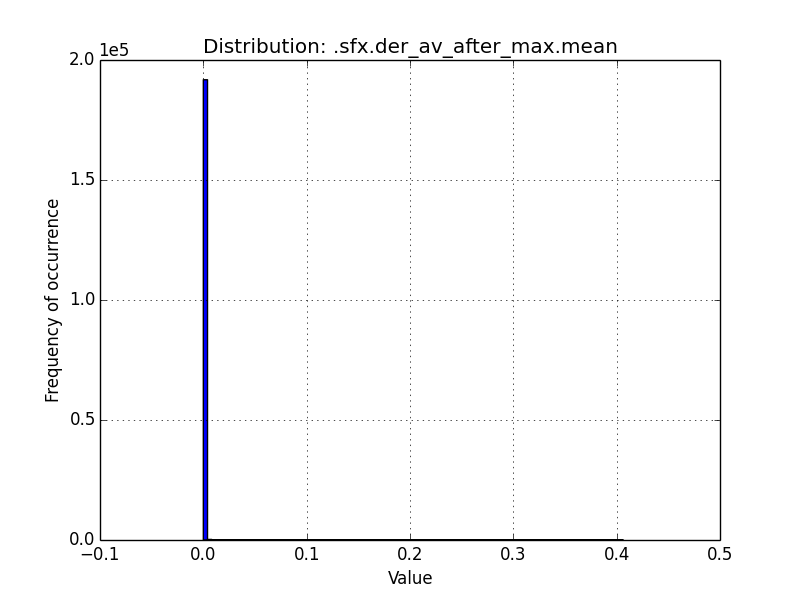 Distribution: .sfx.der_av_after_max.mean
1e5
2.0
1.5
1.0
0.5
0.0
Frequency of occurrence
−0.1 0.0 0.1 0.2 0.3 0.4 0.5
Value